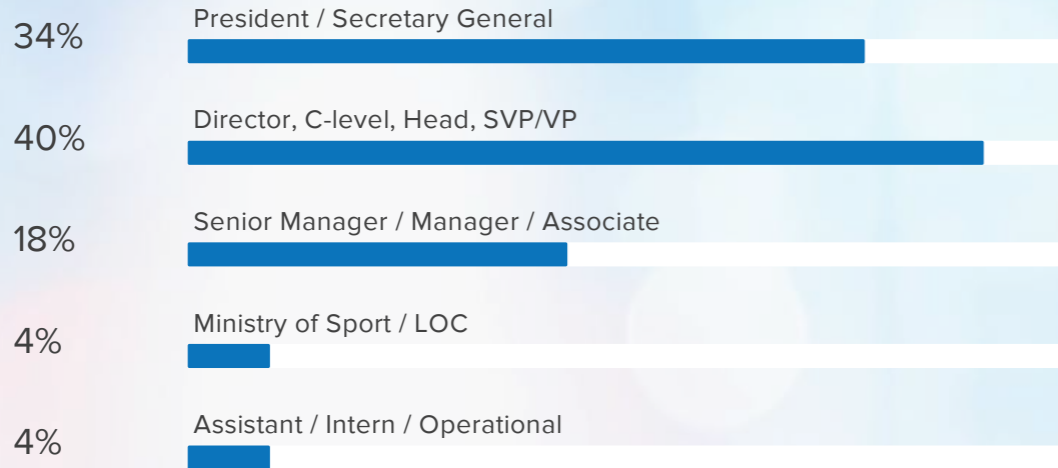 34%
President / Secretary General
40%
Director, C-level, Head, SVP/VP
18%
Senior Manager / Manager / Associate
4%
Ministry of Sport / LOC
4%
Assistant / Intern / Operational